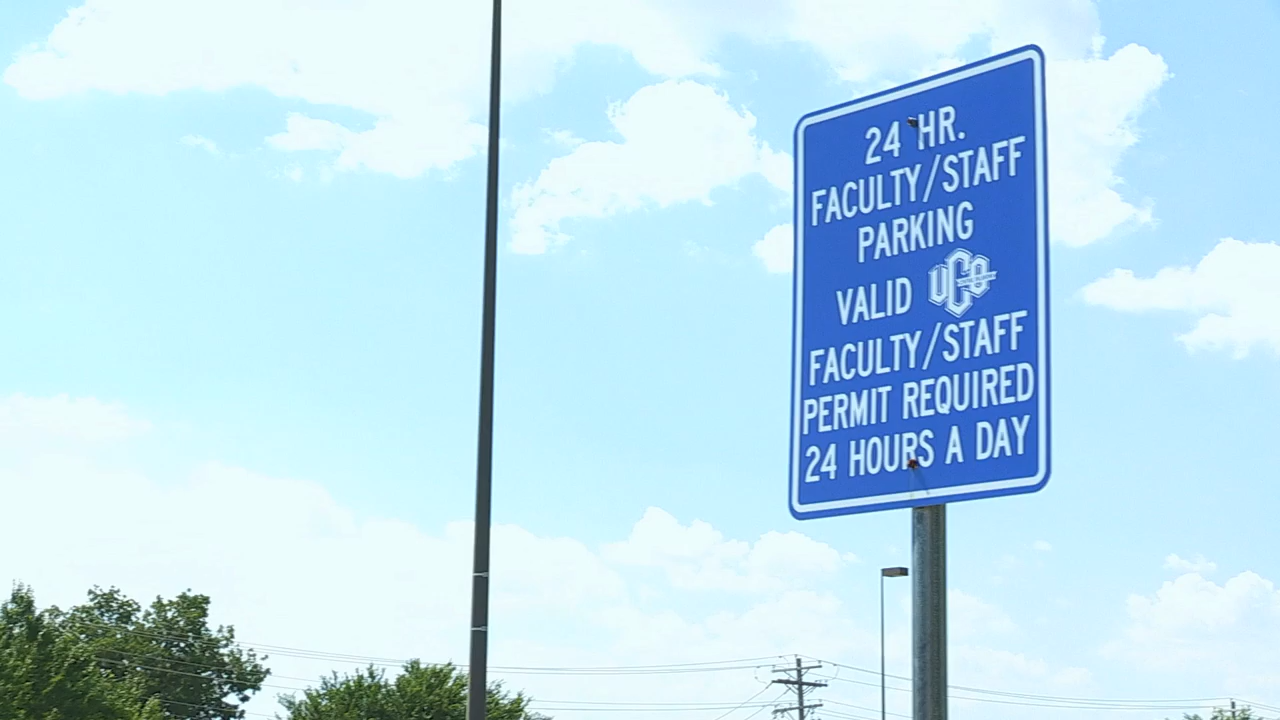 24 HR.
FACULTY/STAFF
PARKING
VALID UCO
FACULTY/STAFF
PERMIT REQUIRED
24 HOURS A DAY